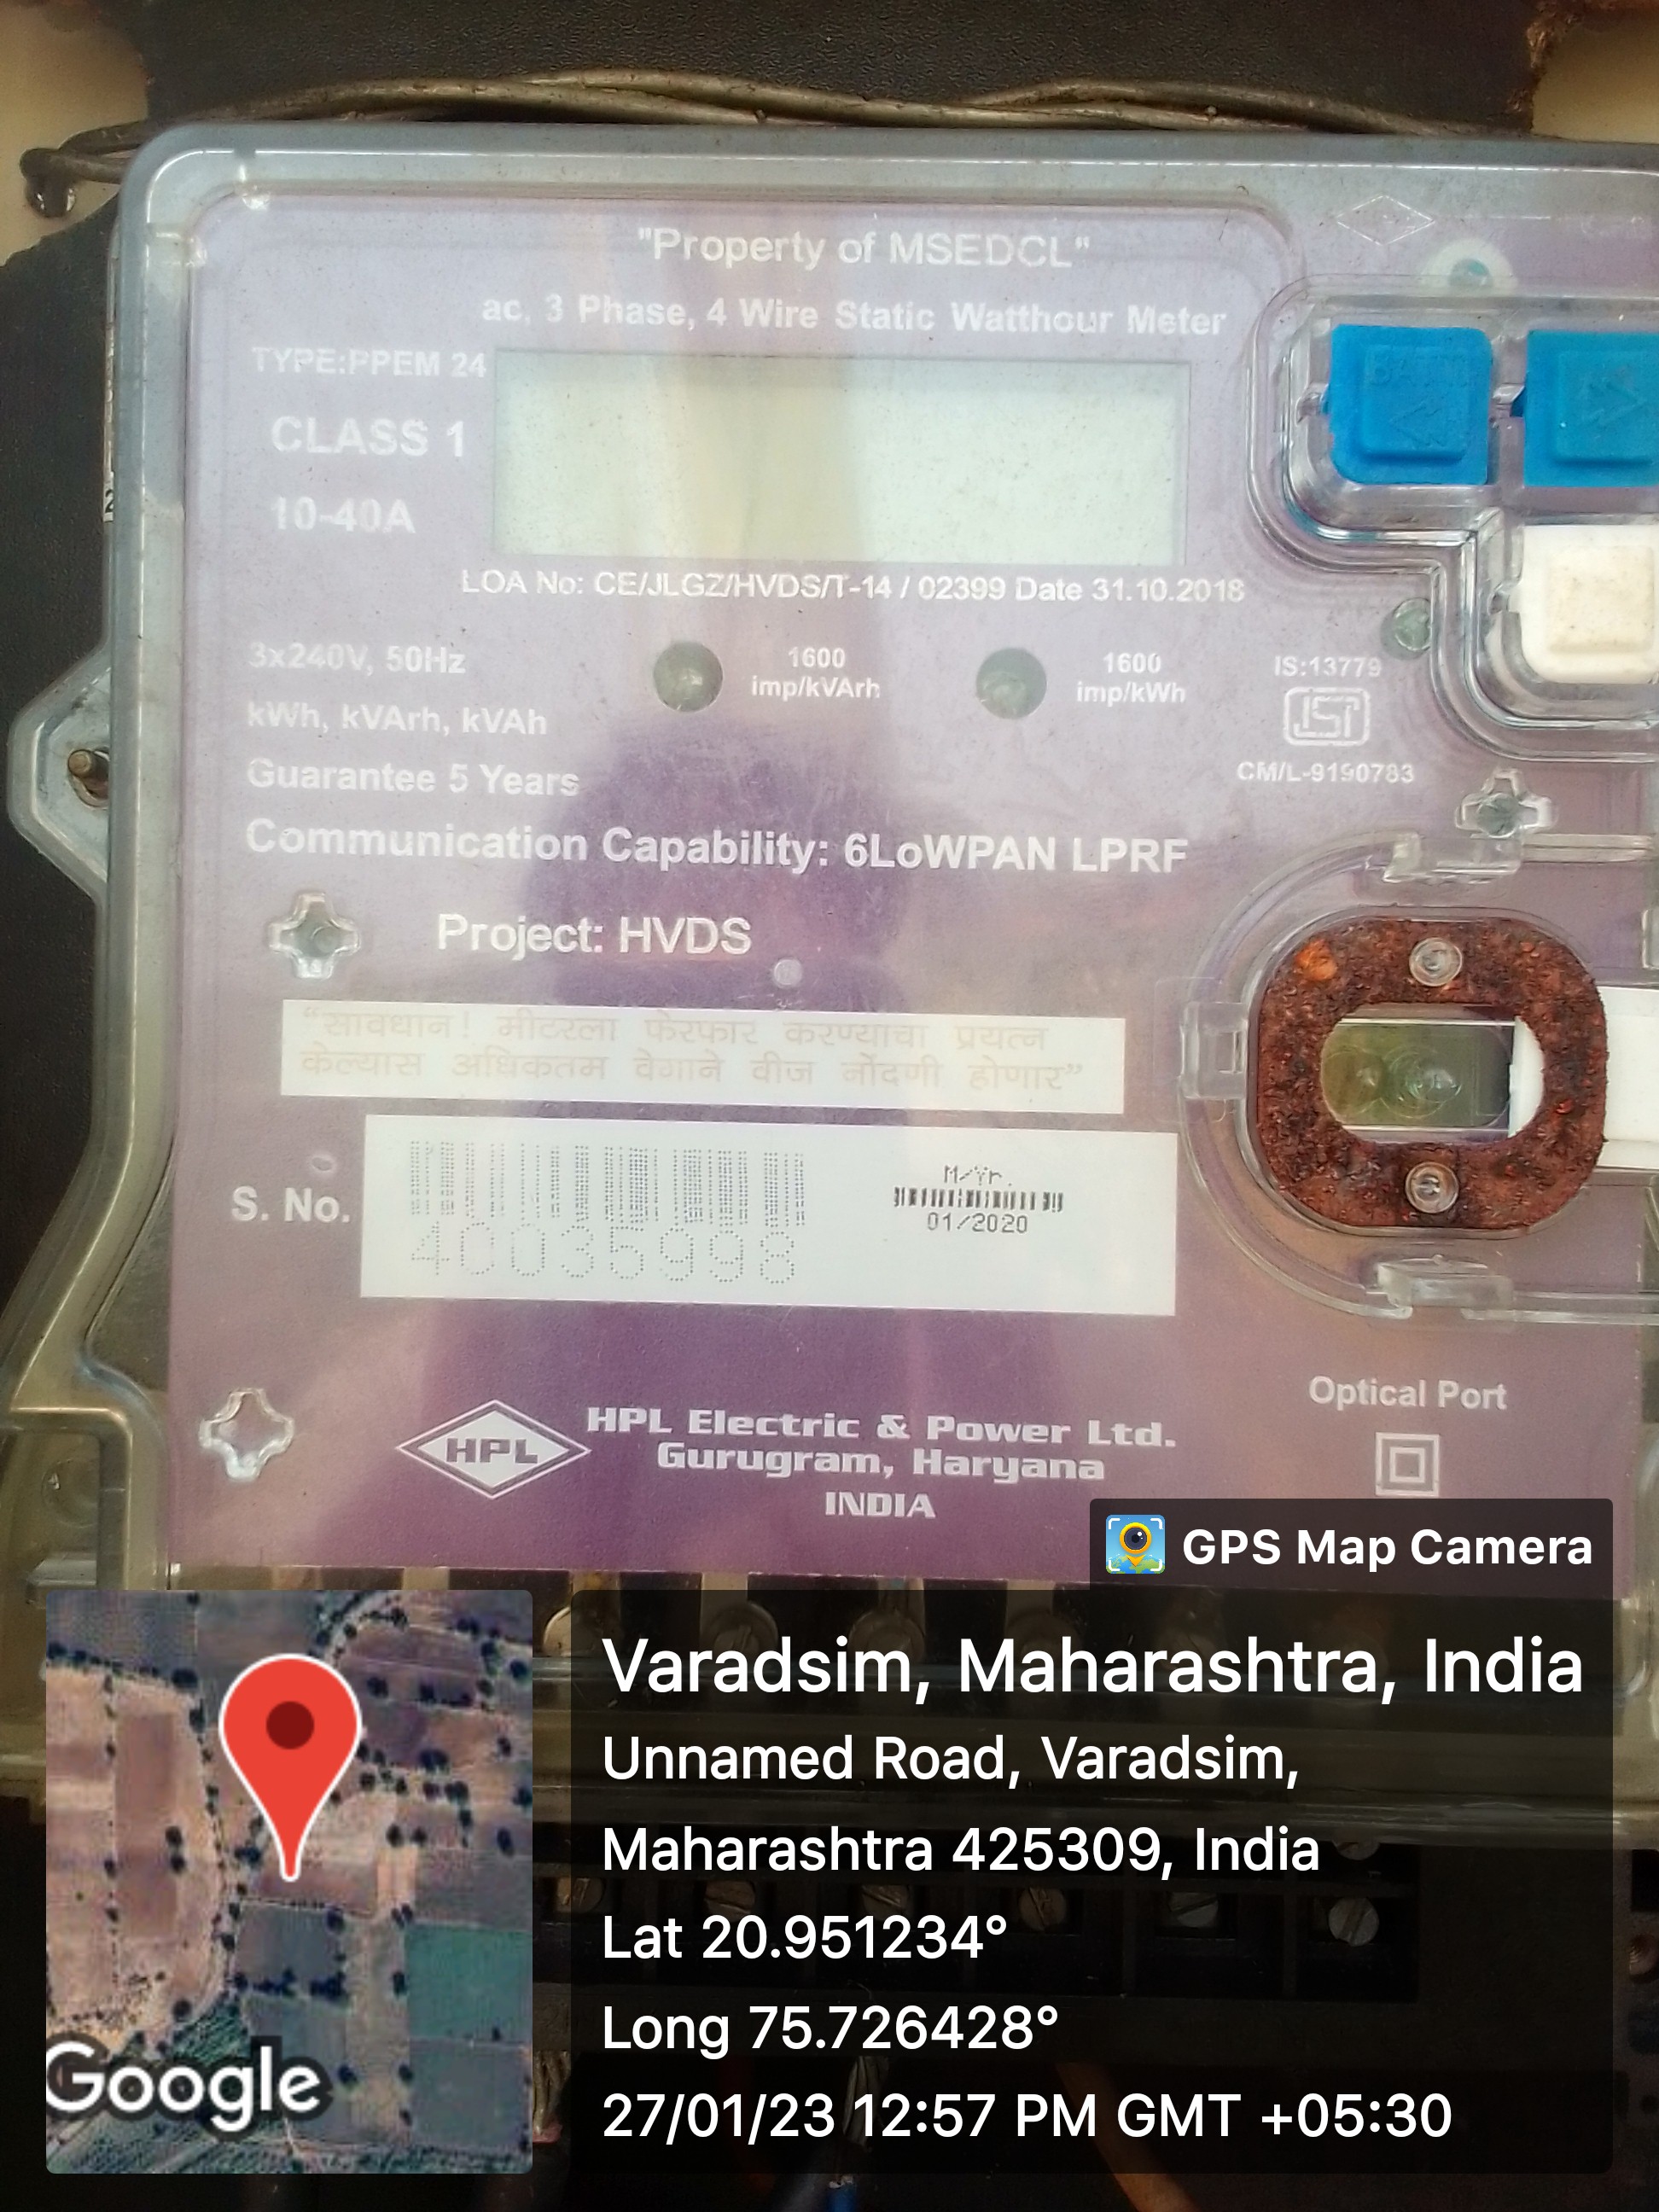 "Property of MSEDCL"
ac, 3 Phase, 4 Wire Static Watthour Meter
TYPE:PPEM 24
CLASS 1
10-40A
LOA No: CE/JLGZ/HVDS/T-14 / 02399 Date 31.10.2018
3x240V, 50Hz
1600
imp/kVArh
1600
imp/kWh
IS:13779
ISI
CM/L-9190783
kWh, kVArh, kVAh
Guarantee 5 Years
Communication Capability: 6LoWPAN LPRF
Project: HVDS
“सावधान! मीटरला फेरफार करण्याचा प्रयत्न
केल्यास अधिकतम वेगाने वीज नोंदणी होणार”
S. No.
40035998
M/Yr.
01/2020
Optical Port
HPL
HPL Electric & Power Ltd.
Gurugram, Haryana
INDIA
GPS Map Camera
Varadsim, Maharashtra, India
Unnamed Road, Varadsim,
Maharashtra 425309, India
Lat 20.951234°
Long 75.726428°
27/01/23 12:57 PM GMT +05:30
Google